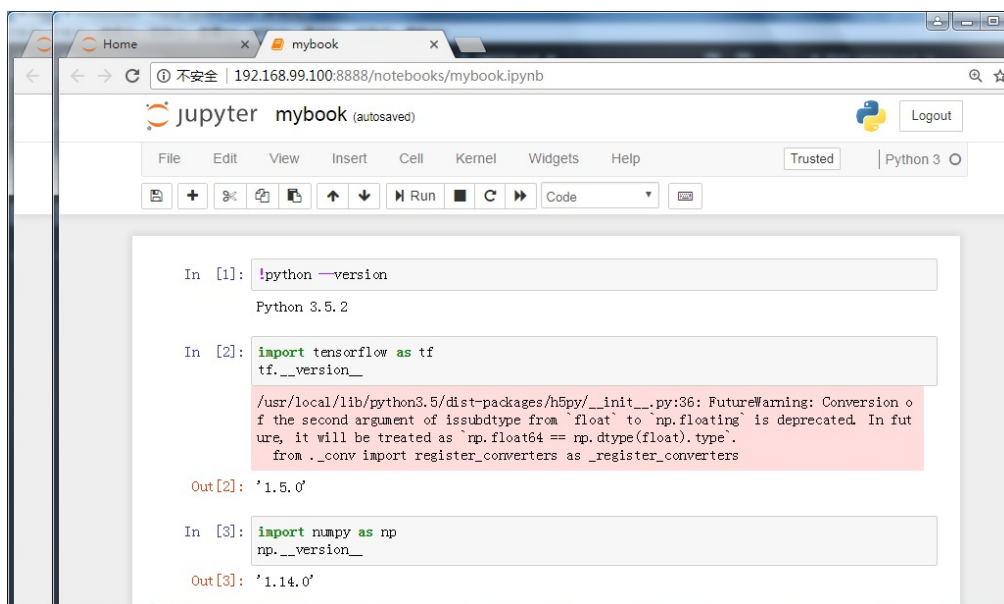 Home
mybook
不安全 | 192.168.99.100:8888/notebooks/mybook.ipynb
jupyter mybook (autosaved)
Logout
File Edit View Insert Cell Kernel Widgets Help
Trusted
Python 3
Run
Code
In [1]: !python --version
Python 3.5.2
In [2]: import tensorflow as tf
tf.__version__
/usr/local/lib/python3.5/dist-packages/h5py/__init__.py:36: FutureWarning: Conversion o
f the second argument of issubdtype from `float` to `np.floating` is deprecated. In fut
ure, it will be treated as `np.float64 == np.dtype(float).type`.
from ._conv import register_converters as _register_converters
Out[2]: '1.5.0'
In [3]: import numpy as np
np.__version__
Out[3]: '1.14.0'